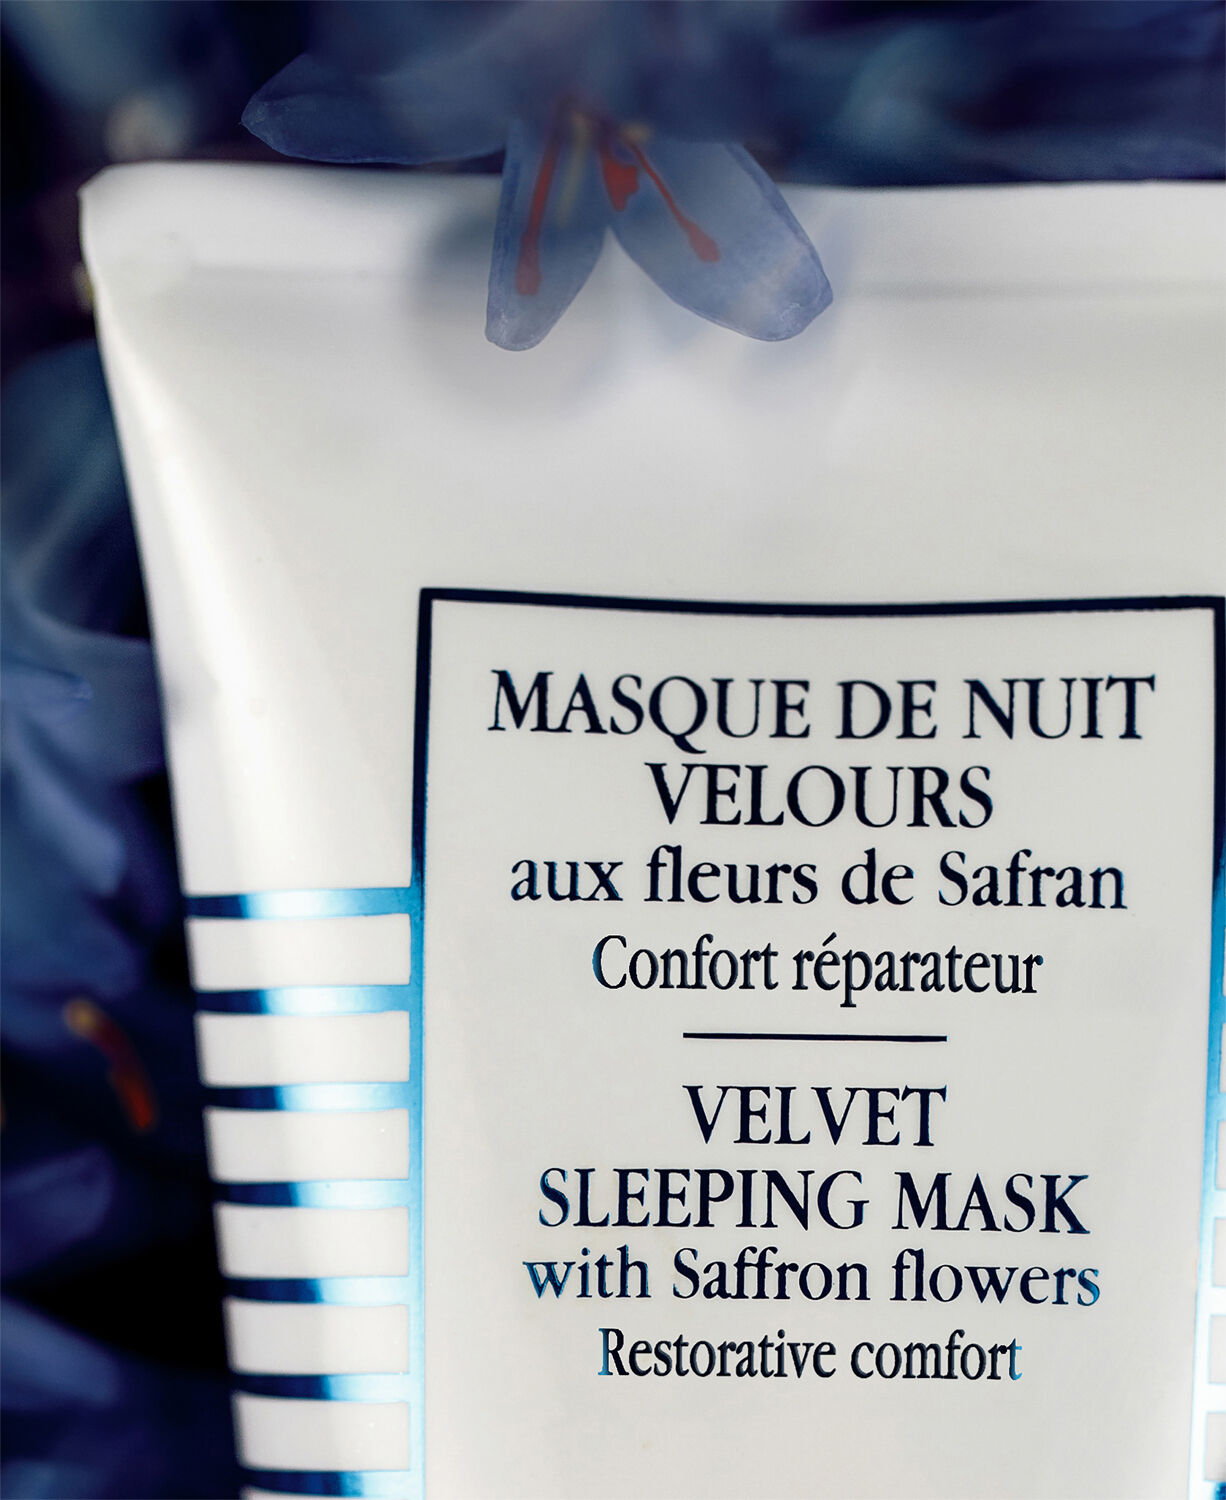 MASQUE DE NUIT
VELOURS
aux fleurs de Safran
Confort réparateur
VELVET
SLEEPING MASK
with Saffron flowers
Restorative comfort